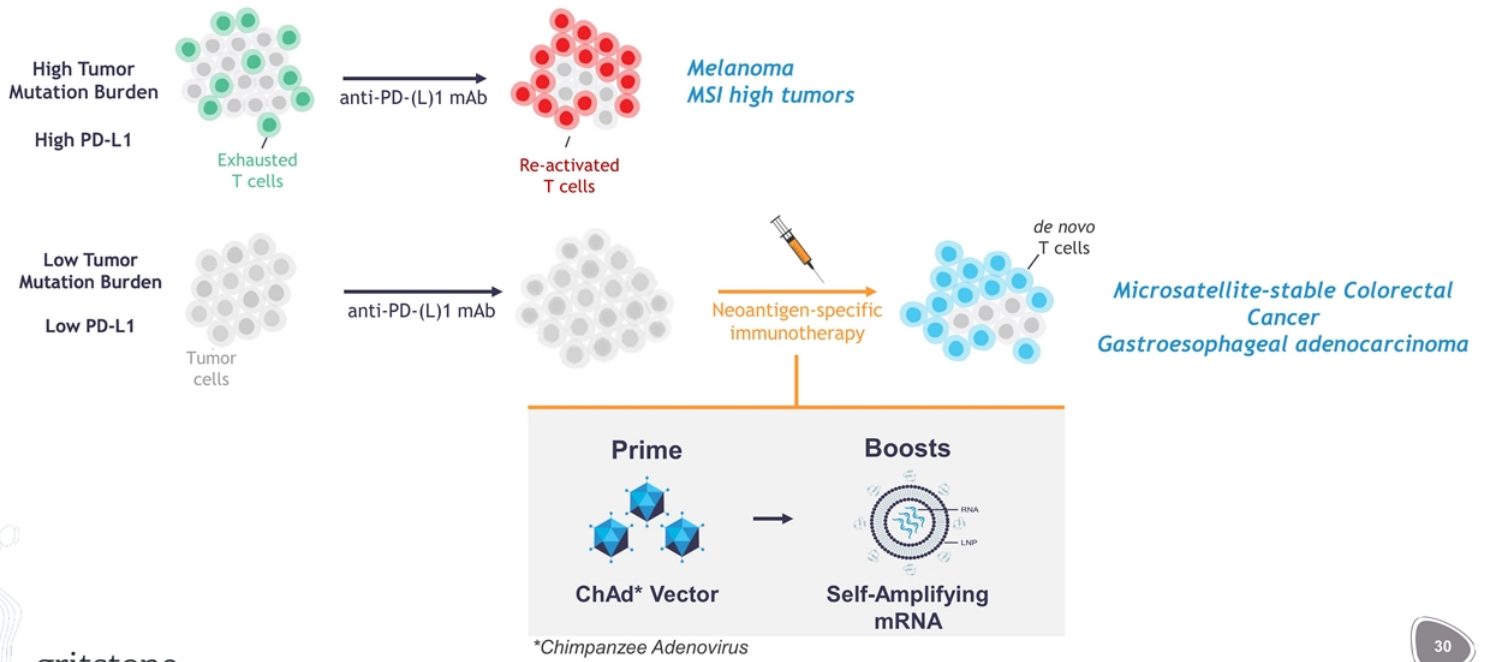 High Tumor
Mutation Burden
High PD-L1
Exhausted
T cells
anti-PD-(L)1 mAb
Re-activated
T cells
Melanoma
MSI high tumors
Low Tumor
Mutation Burden
Low PD-L1
Tumor
cells
anti-PD-(L)1 mAb
Neoantigen-specific
immunotherapy
de novo
T cells
Microsatellite-stable Colorectal
Cancer
Gastroesophageal adenocarcinoma
Prime
Boosts
RNA
LNP
ChAd* Vector
Self-Amplifying
mRNA
*Chimpanzee Adenovirus
gritstone
30